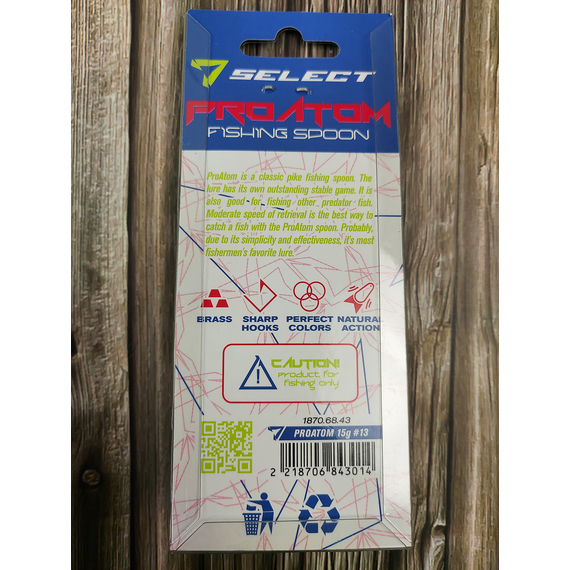 SELECT
PROATOM
FISHING SPOON
ProAtom is a classic pike fishing spoon. The
lure has its own outstanding stable game. It is
also good for fishing other predator fish.
Moderate speed of retrieval is the best way to
catch a fish with the ProAtom spoon. Probably,
due to its simplicity and effectiveness, it's most
fishermen's favorite lure.
BRASS SHARP HOOKS PERFECT COLORS NATURAL ACTION
CAUTION!
Product for
fishing only
1870.68.43
PROATOM 15g #13
2 218706 843014